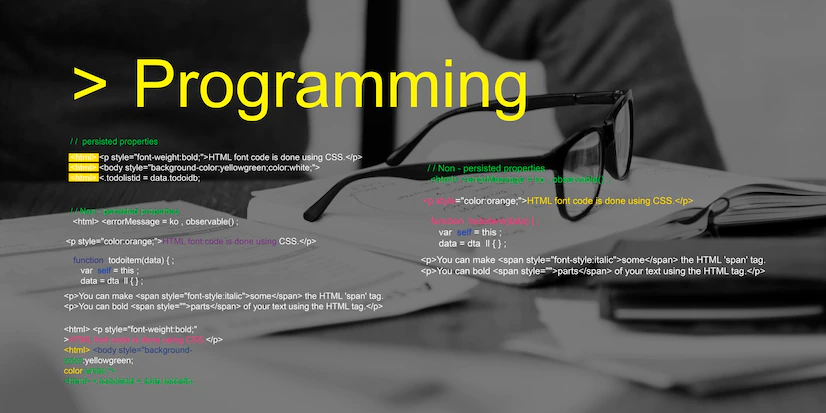 > Programming
// persisted properties
<html> <p style="font-weight:bold;">HTML font code is done using CSS.</p>
<html> <body style="background-color:yellowgreen;color:white;">
<html> <.todolistid = data.todoidb;
// Non - persisted properties
<html> <errorMessage = ko , observable() ;
<p style="color:orange;">HTML font code is done using CSS.</p>
function todoitem(data) { ;
var self = this ;
data = dta ll { } ;
<p>You can make <span style="font-style:italic">some</span> the HTML 'span' tag.
<p>You can bold <span style="">parts</span> of your text using the HTML tag.</p>
<html> <p style="font-weight:bold;"
>HTML font code is done using CSS.</p>
<html> <body style="background-
:yellowgreen;
color
// Non - persisted properties
<html> <errorMessage = ko , observable()
<p style="color:orange;">HTML font code is done using CSS.</p>
function todoitem(data) { ;
var self = this ;
data = dta ll { } ;
<p>You can make <span style="font-style:italic">some</span> the HTML 'span' tag.
<p>You can bold <span style="">parts</span> of your text using the HTML tag.</p>